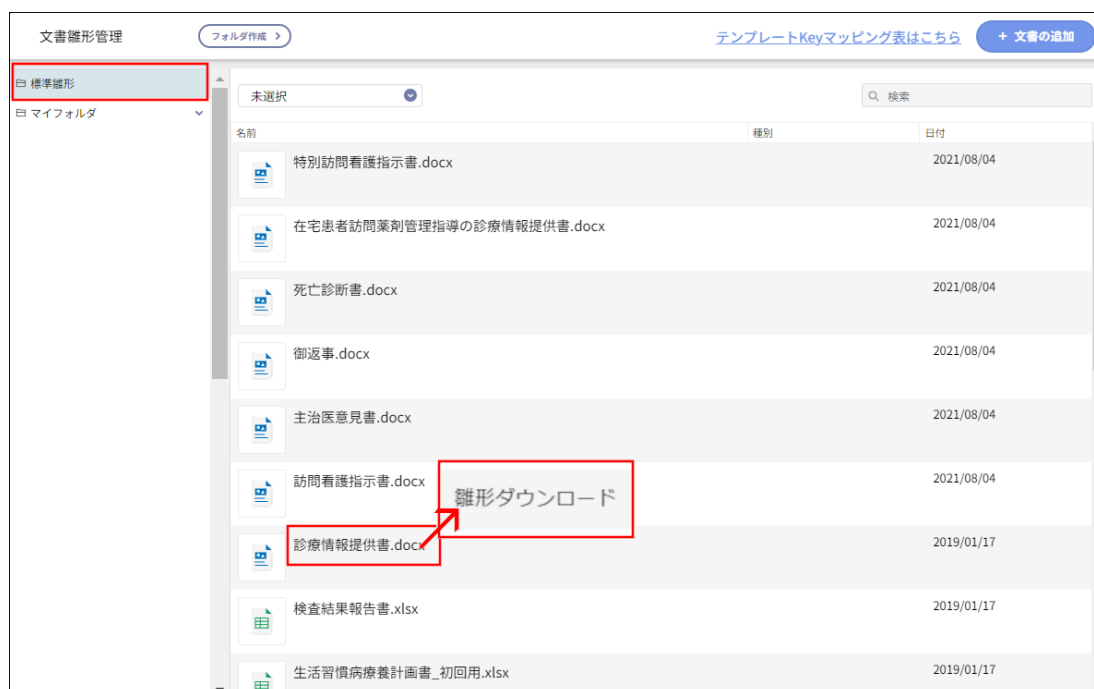 文書雛形管理
フォルダ作成 >
テンプレートKeyマッピング表はこちら
+ 文書の追加
標準雛形
マイフォルダ
未選択
検索
名前 種別 日付
特別訪問看護指示書.docx 2021/08/04
在宅患者訪問薬剤管理指導の診療情報提供書.docx 2021/08/04
死亡診断書.docx 2021/08/04
御返事.docx 2021/08/04
主治医意見書.docx 2021/08/04
訪問看護指示書.docx 2021/08/04
雛形ダウンロード
診療情報提供書.docx 2019/01/17
検査結果報告書.xlsx 2019/01/17
生活習慣病療養計画書_初回用.xlsx 2019/01/17